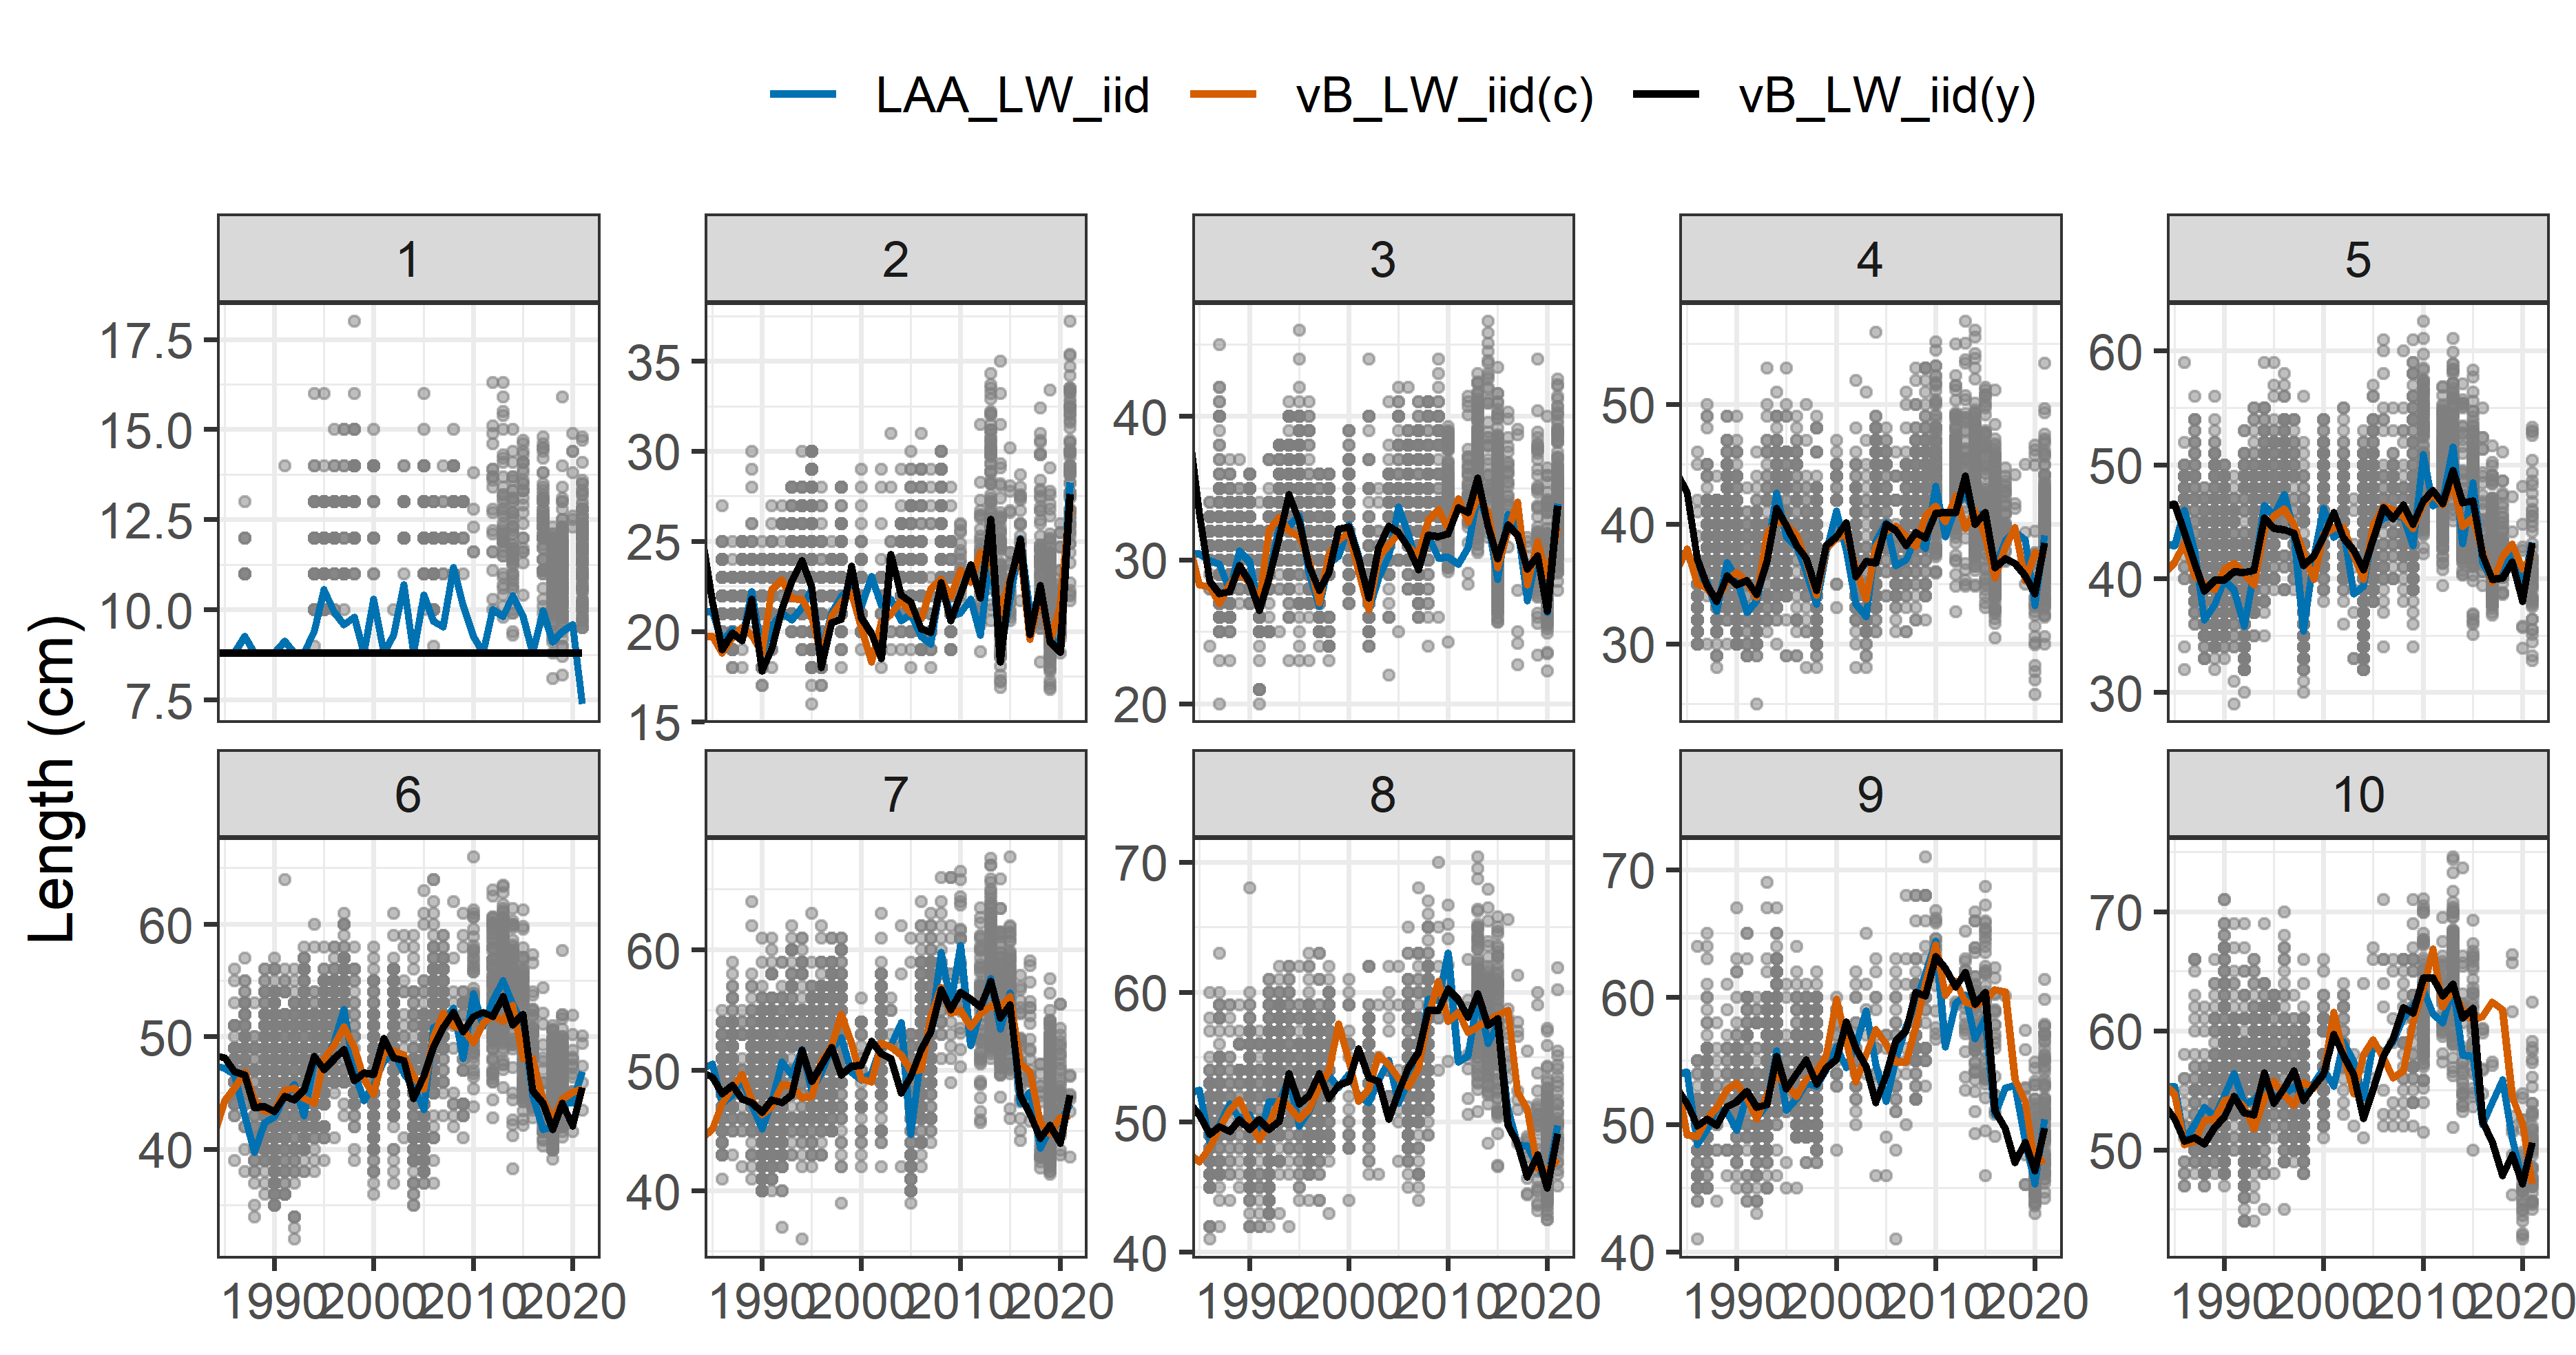 LAA_LW_iid vB_LW_iid(c) vB_LW_iid(y)
1 2 3 4 5
17.5 15.0 12.5 10.0 7.5
35 30 25 20 15
40 30 20
50 40 30
60 50 40 30
Length (cm)
6 7 8 9 10
60 50 40
60 50 40
70 60 50 40
70 60 50 40
70 60 50
1990 2000 2010 2020 1990 2000 2010 2020 1990 2000 2010 2020 1990 2000 2010 2020 1990 2000 2010 2020